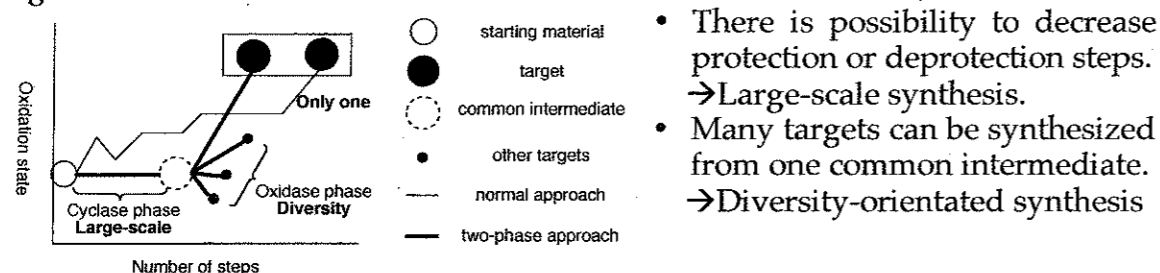 Oxidation state
Only one
Cyclase phase
Large-scale
Oxidase phase
Diversity
Number of steps
starting material
target
common intermediate
other targets
normal approach
two-phase approach
• There is possibility to decrease
protection or deprotection steps.
→Large-scale synthesis.
• Many targets can be synthesized
from one common intermediate.
→Diversity-orientated synthesis